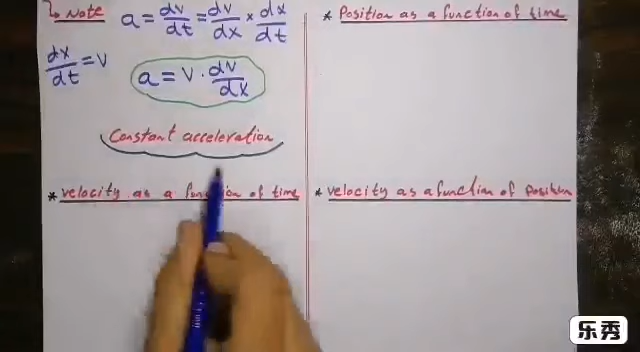 Note
a = dv/dt = dv/dx × dx/dt
dx/dt = v
a = v · dv/dx
Constant acceleration
* velocity as a function of time
* Position as a function of time
* velocity as a function of position
乐秀